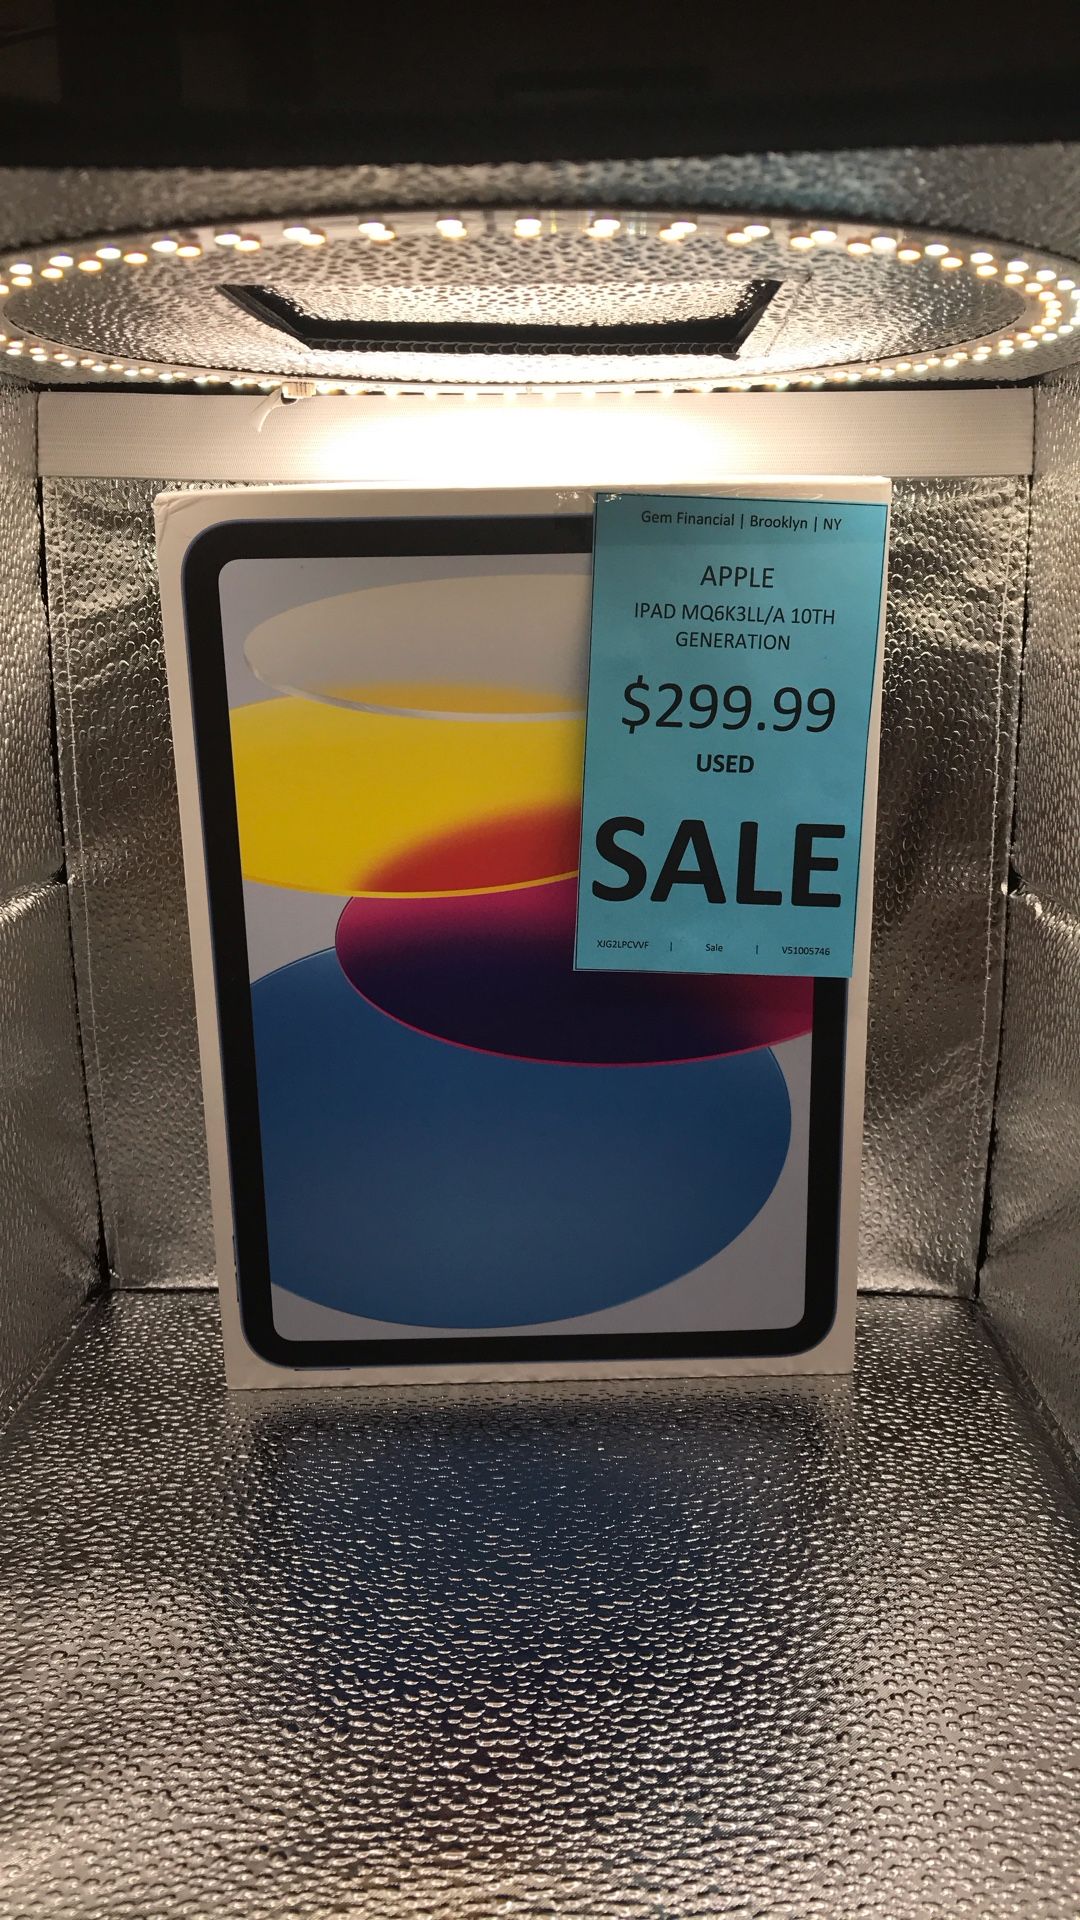 Gem Financial | Brooklyn | NY
APPLE
IPAD MQ6K3LL/A 10TH
GENERATION
$299.99
USED
SALE
XJG2LPCVVF | Sale | V51005746